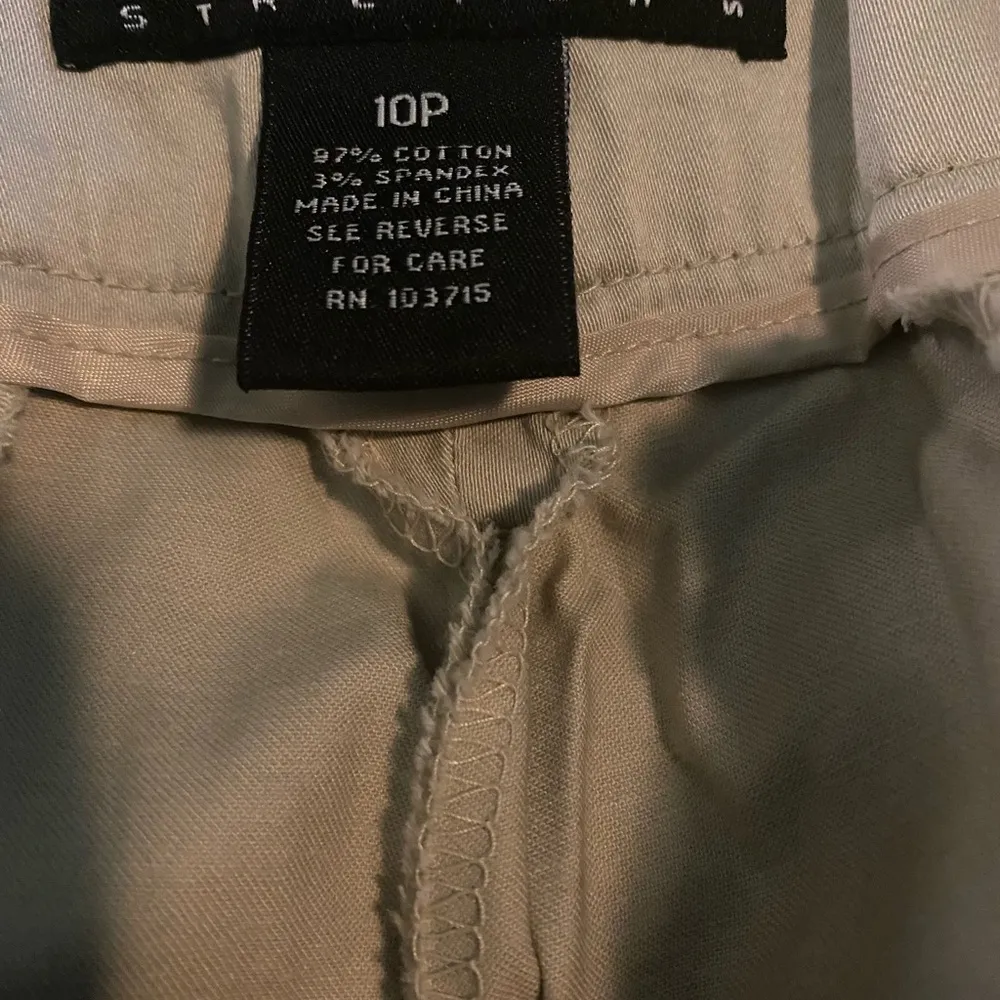 10P
97% COTTON
3% SPANDEX
MADE IN CHINA
SEE REVERSE
FOR CARE
RN 103715